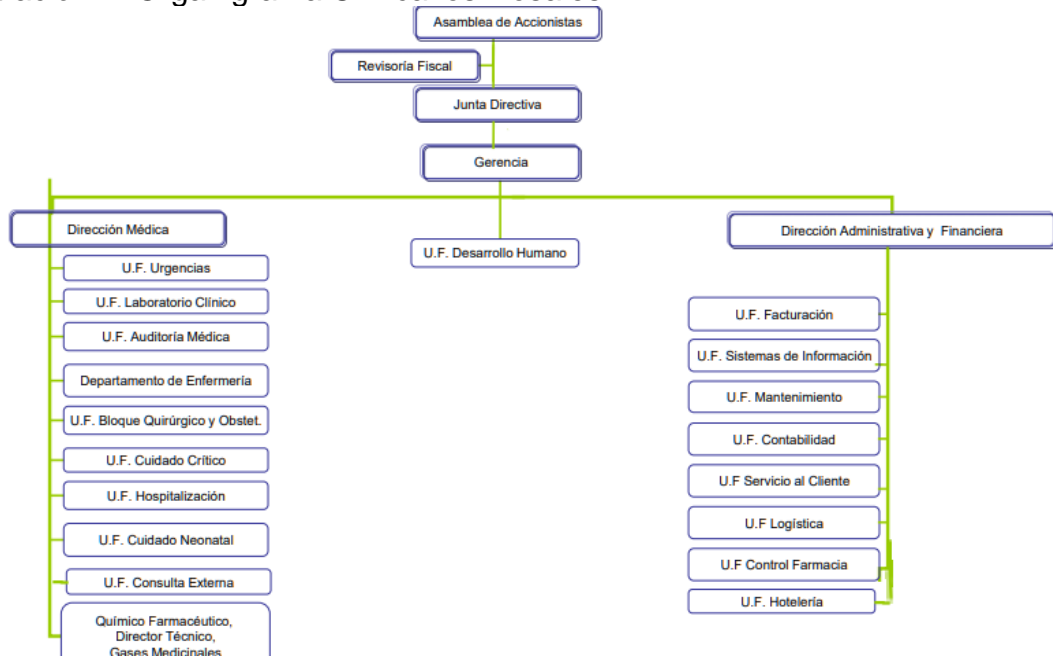 Asamblea de Accionistas
Revisoría Fiscal
Junta Directiva
Gerencia
Dirección Médica
U.F. Urgencias
U.F. Laboratorio Clínico
U.F. Auditoría Médica
Departamento de Enfermería
U.F. Bloque Quirúrgico y Obstet.
U.F. Cuidado Crítico
U.F. Hospitalización
U.F. Cuidado Neonatal
U.F. Consulta Externa
Químico Farmacéutico,
Director Técnico,
Gases Medicinales
U.F. Desarrollo Humano
Dirección Administrativa y Financiera
U.F. Facturación
U.F. Sistemas de Información
U.F. Mantenimiento
U.F. Contabilidad
U.F Servicio al Cliente
U.F Logística
U.F Control Farmacia
U.F. Hotelería